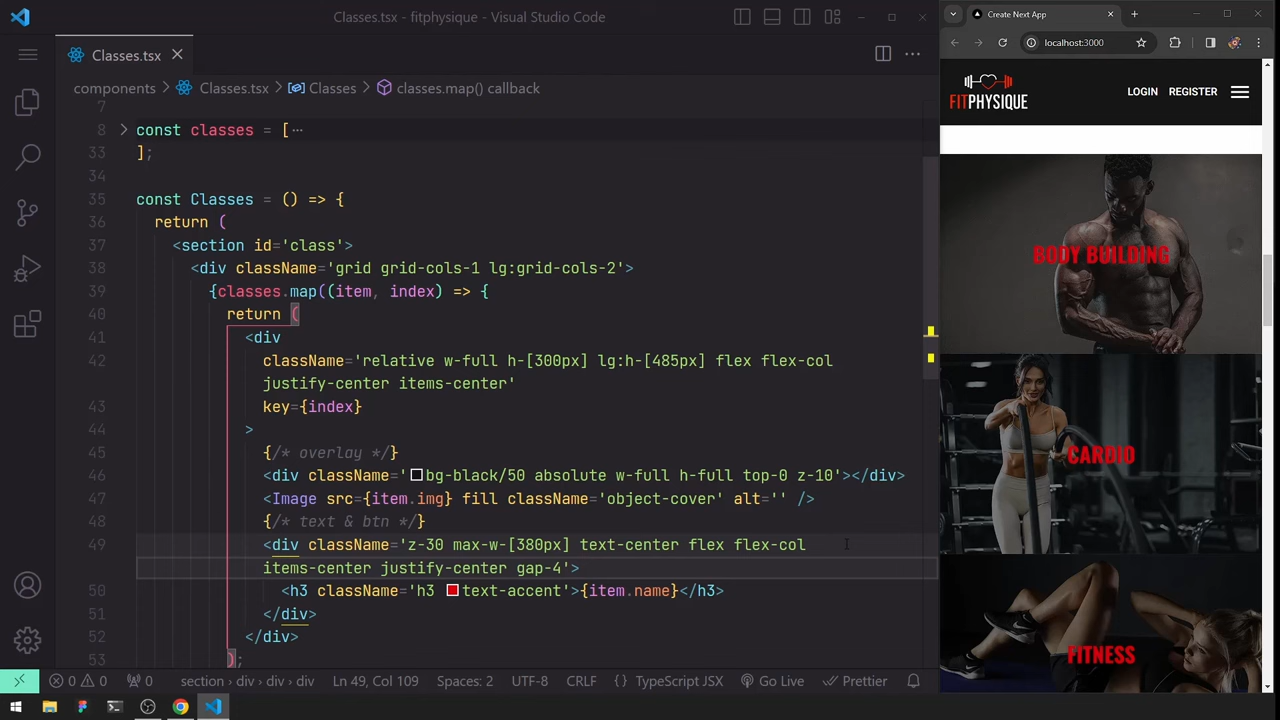 Classes.tsx - fitphysique - Visual Studio Code
Classes.tsx
components > Classes.tsx > Classes > classes.map() callback
7
8 const classes = [ ···
33 ];
34
35 const Classes = () => {
36 return (
37 <section id='class'>
38 <div className='grid grid-cols-1 lg:grid-cols-2'>
39 {classes.map((item, index) => {
40 return (
41 <div
42 className='relative w-full h-[300px] lg:h-[485px] flex flex-col
justify-center items-center'
43 key={index}
44 >
45 {/* overlay */}
46 <div className='bg-black/50 absolute w-full h-full top-0 z-10'></div>
47 <Image src={item.img} fill className='object-cover' alt='' />
48 {/* text & btn */}
49 <div className='z-30 max-w-[380px] text-center flex flex-col
items-center justify-center gap-4'>
50 <h3 className='h3 text-accent'>{item.name}</h3>
51 </div>
52 </div>
53 );
0 0 0 section > div > div > div Ln 49, Col 109 Spaces: 2 UTF-8 CRLF {} TypeScript JSX Go Live Prettier
Create Next App
localhost:3000
FITPHYSIQUE
LOGIN REGISTER
BODY BUILDING
CARDIO
FITNESS